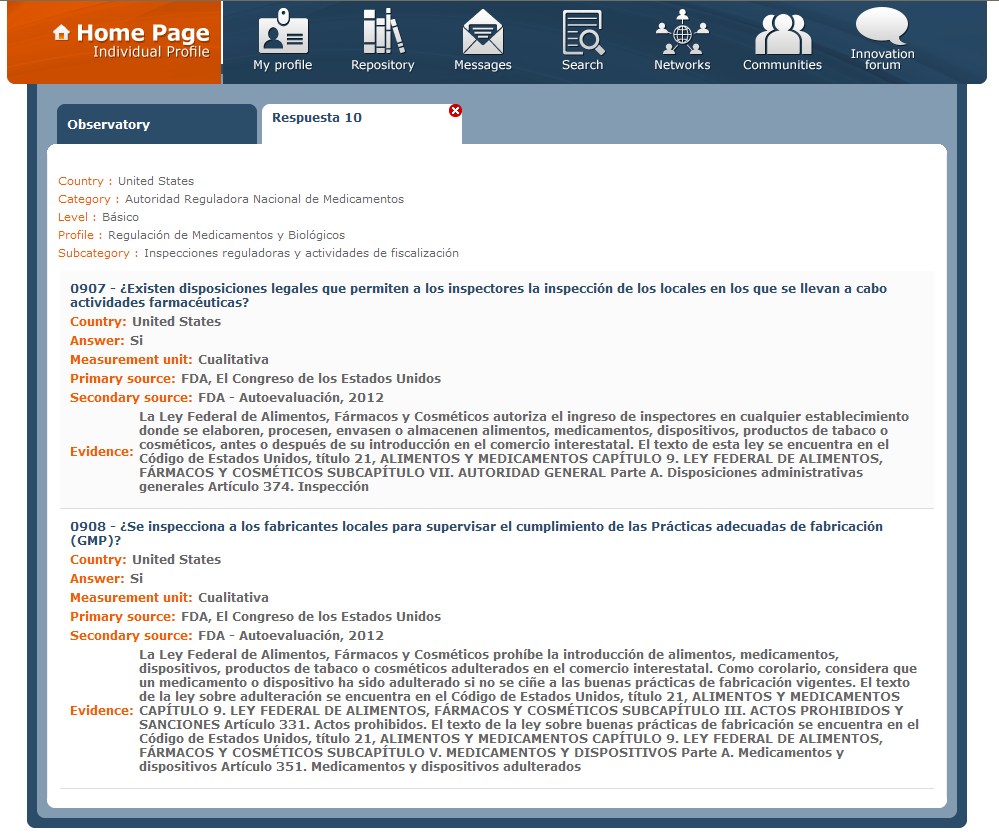 Home Page
Individual Profile
My profile
Repository
Messages
Search
Networks
Communities
Innovation
forum
Observatory
Respuesta 10
Country : United States
Category : Autoridad Reguladora Nacional de Medicamentos
Level : Básico
Profile : Regulación de Medicamentos y Biológicos
Subcategory : Inspecciones reguladoras y actividades de fiscalización
0907 - ¿Existen disposiciones legales que permiten a los inspectores la inspección de los locales en los que se llevan a cabo
actividades farmacéuticas?
Country: United States
Answer: Si
Measurement unit: Cualitativa
Primary source: FDA, El Congreso de los Estados Unidos
Secondary source: FDA - Autoevaluación, 2012
Evidence:
La Ley Federal de Alimentos, Fármacos y Cosméticos autoriza el ingreso de inspectores en cualquier establecimiento
donde se elaboren, procesen, envasen o almacenen alimentos, medicamentos, dispositivos, productos de tabaco o
cosméticos, antes o después de su introducción en el comercio interestatal. El texto de esta ley se encuentra en el
Código de Estados Unidos, título 21, ALIMENTOS Y MEDICAMENTOS CAPÍTULO 9. LEY FEDERAL DE ALIMENTOS,
FÁRMACOS Y COSMÉTICOS SUBCAPÍTULO VII. AUTORIDAD GENERAL Parte A. Disposiciones administrativas
generales Artículo 374. Inspección
0908 - ¿Se inspecciona a los fabricantes locales para supervisar el cumplimiento de las Prácticas adecuadas de fabricación
(GMP)?
Country: United States
Answer: Si
Measurement unit: Cualitativa
Primary source: FDA, El Congreso de los Estados Unidos
Secondary source: FDA - Autoevaluación, 2012
Evidence:
La Ley Federal de Alimentos, Fármacos y Cosméticos prohíbe la introducción de alimentos, medicamentos,
dispositivos, productos de tabaco o cosméticos adulterados en el comercio interestatal. Como corolario, considera que
un medicamento o dispositivo ha sido adulterado si no se ciñe a las buenas prácticas de fabricación vigentes. El texto
de la ley sobre adulteración se encuentra en el Código de Estados Unidos, título 21, ALIMENTOS Y MEDICAMENTOS
CAPÍTULO 9. LEY FEDERAL DE ALIMENTOS, FÁRMACOS Y COSMÉTICOS SUBCAPÍTULO III. ACTOS PROHIBIDOS Y
SANCIONES Artículo 331. Actos prohibidos. El texto de la ley sobre buenas prácticas de fabricación se encuentra en el
Código de Estados Unidos, título 21, ALIMENTOS Y MEDICAMENTOS CAPÍTULO 9. LEY FEDERAL DE ALIMENTOS,
FÁRMACOS Y COSMÉTICOS SUBCAPÍTULO V. MEDICAMENTOS Y DISPOSITIVOS Parte A. Medicamentos y
dispositivos Artículo 351. Medicamentos y dispositivos adulterados